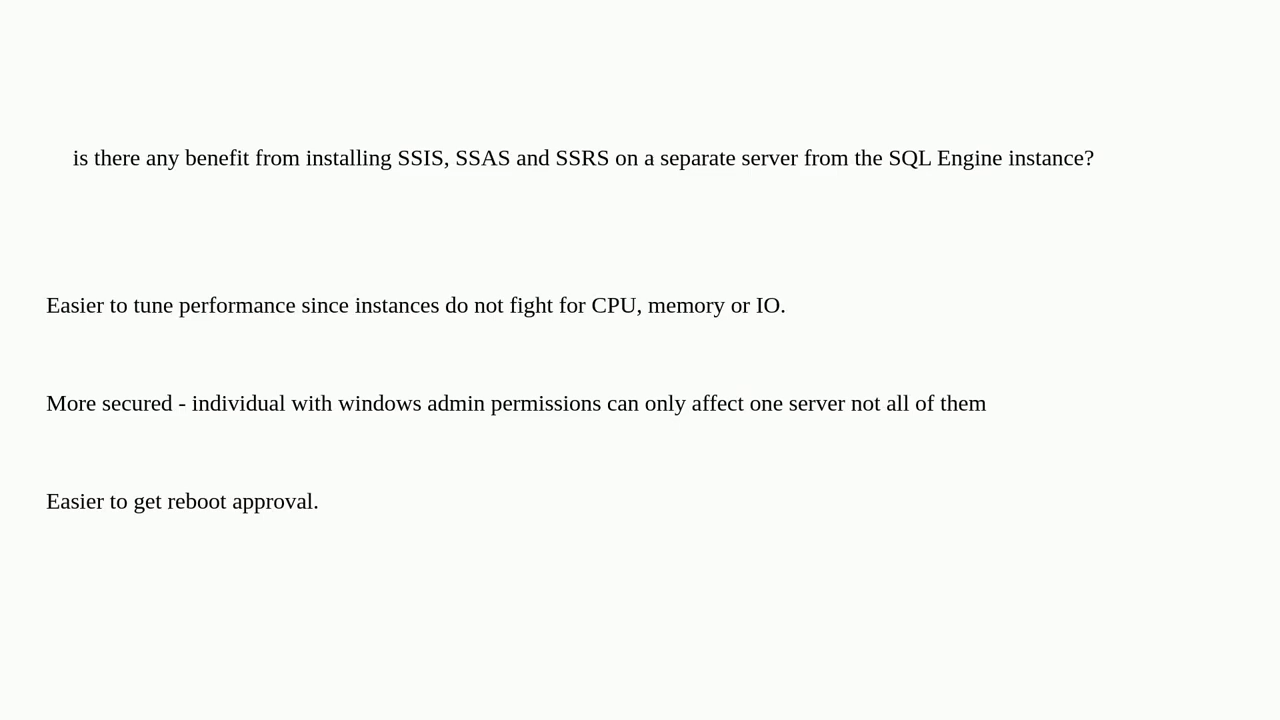 is there any benefit from installing SSIS, SSAS and SSRS on a separate server from the SQL Engine instance?
Easier to tune performance since instances do not fight for CPU, memory or IO.
More secured - individual with windows admin permissions can only affect one server not all of them
Easier to get reboot approval.